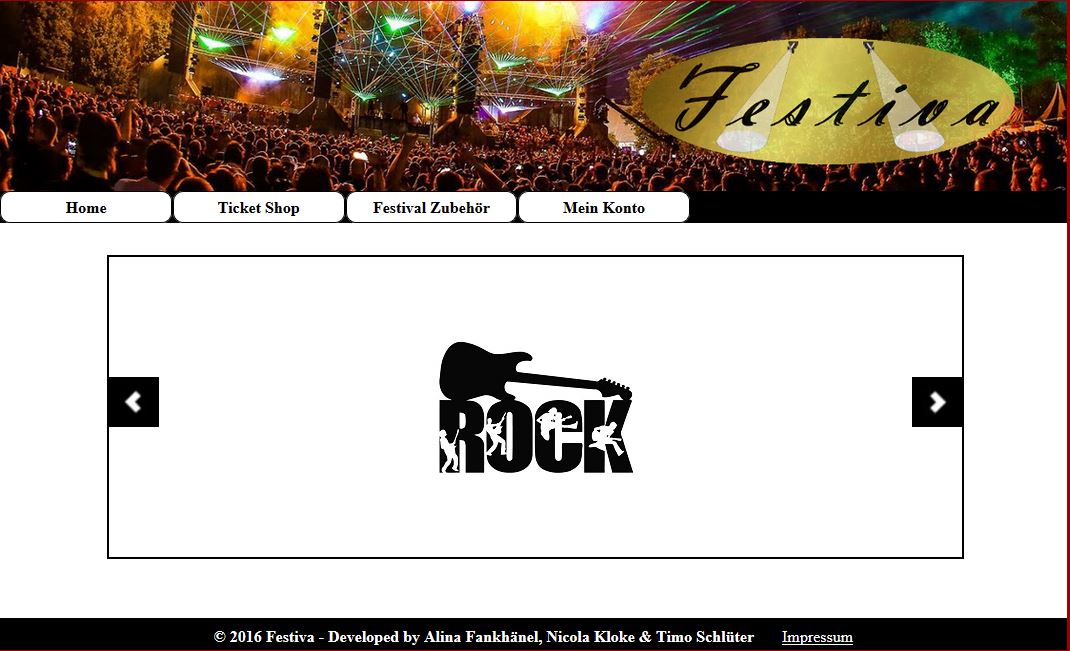 Festiva
Home
Ticket Shop
Festival Zubehör
Mein Konto
ROCK
© 2016 Festiva - Developed by Alina Fankhänel, Nicola Kloke & Timo Schlüter Impressum